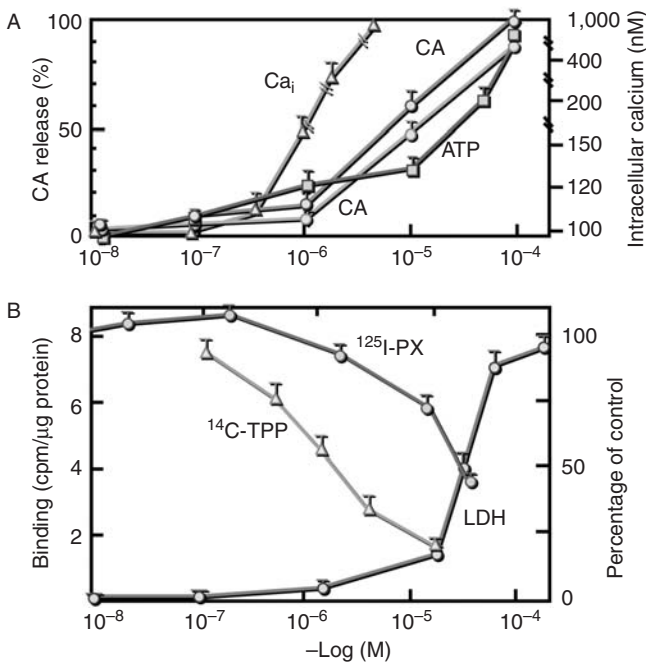 A
CA release (%)
100
50
0
Ca<sub>i</sub>
CA
ATP
CA
1,000
400
200
150
120
100
Intracellular calcium (nM)
10⁻⁸
10⁻⁷
10⁻⁶
10⁻⁵
10⁻⁴
B
Binding (cpm/µg protein)
8
6
4
2
¹²⁵I-PX
¹⁴C-TPP
LDH
100
50
0
Percentage of control
10⁻⁸
10⁻⁷
10⁻⁶
10⁻⁵
10⁻⁴
–Log (M)